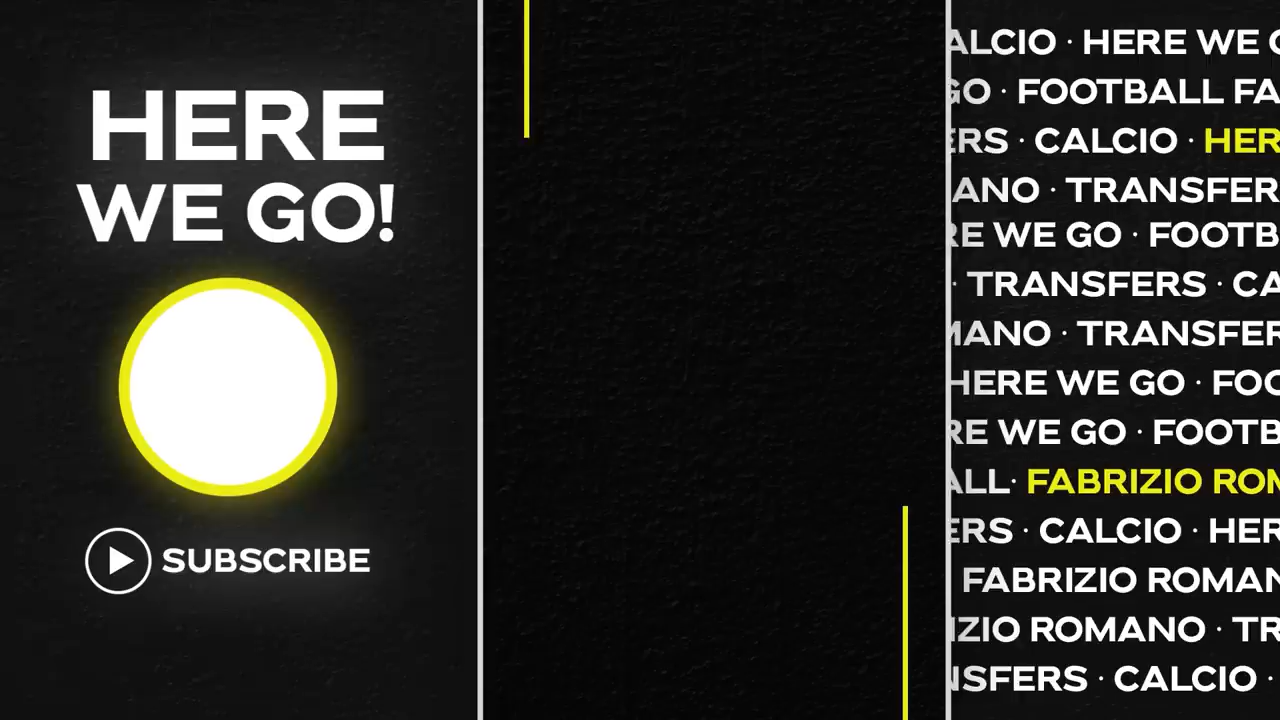 HERE
WE GO!
SUBSCRIBE
ALCIO · HERE WE
GO · FOOTBALL FA
ERS · CALCIO · HER
ANO · TRANSFER
RE WE GO · FOOTB
· TRANSFERS · CA
MANO · TRANSFER
HERE WE GO · FOO
RE WE GO · FOOTB
ALL· FABRIZIO ROM
ERS · CALCIO · HER
FABRIZIO ROMAN
IZIO ROMANO · TR
NSFERS · CALCIO ·